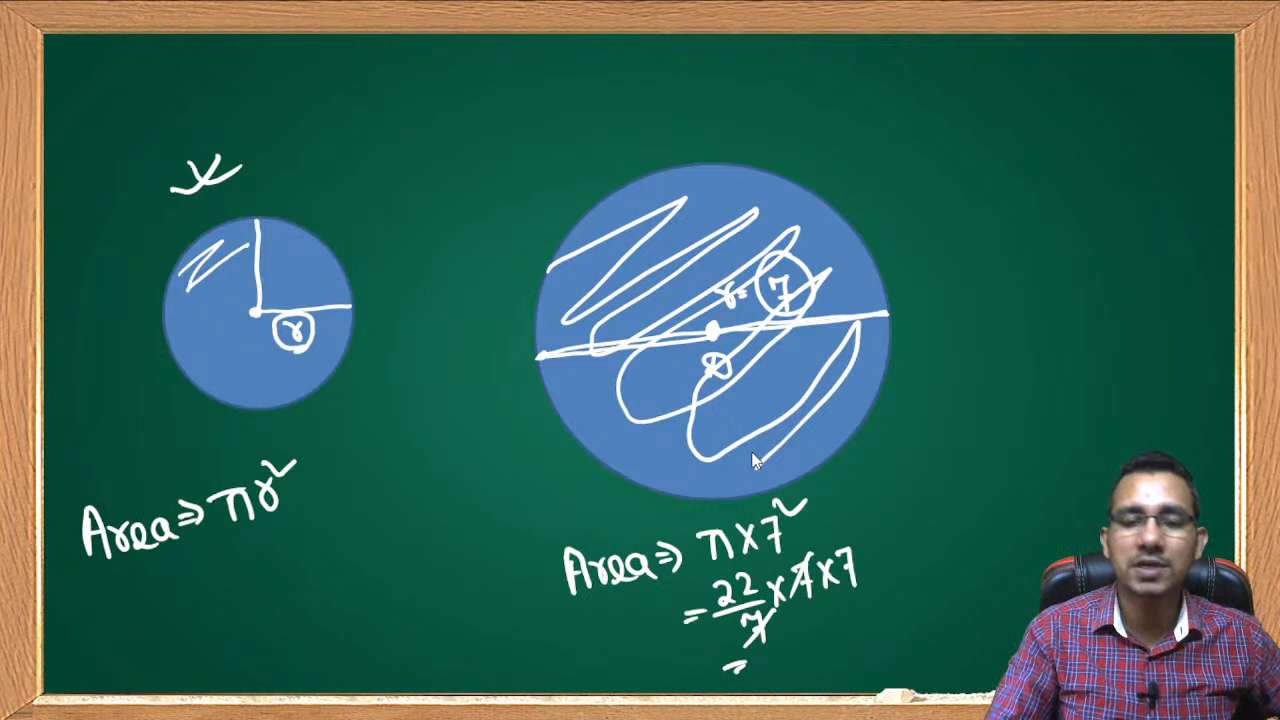 r
Area ⇒ πr²
r = 7
Area ⇒ π×7²
= 22/7 × 7 × 7
=